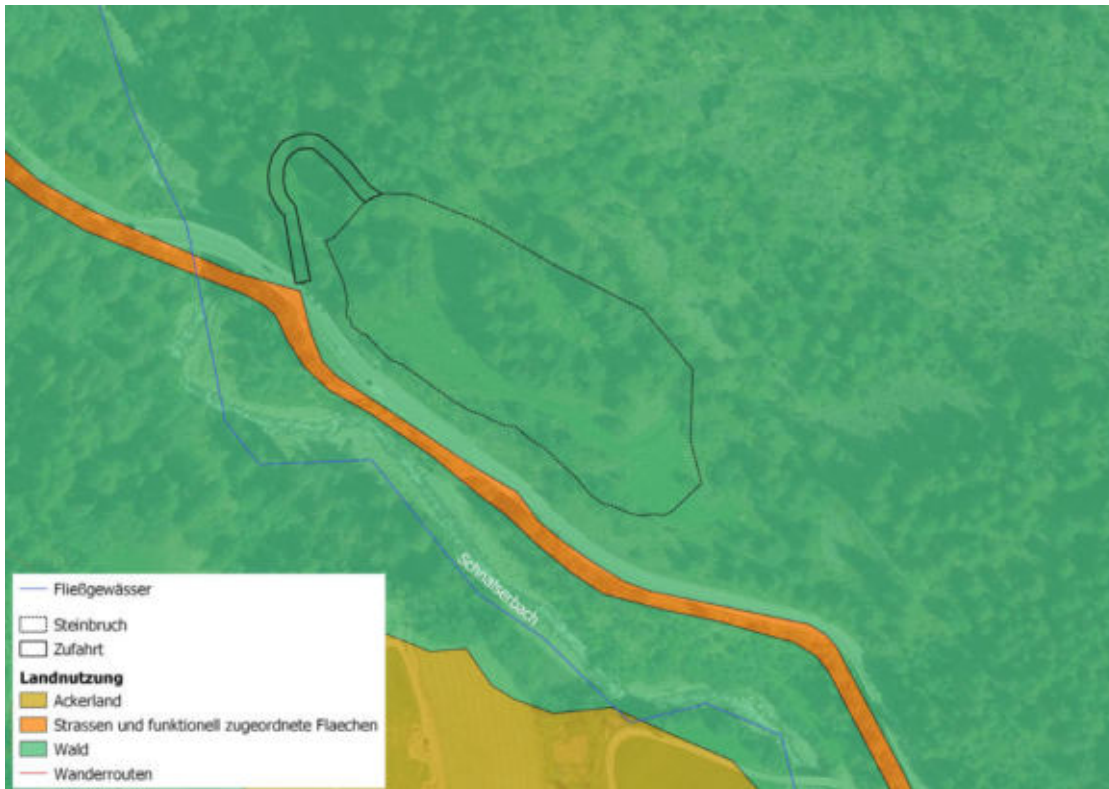 Schnalserbach
Fließgewässer
Steinbruch
Zufahrt
Landnutzung
Ackerland
Strassen und funktionell zugeordnete Flaechen
Wald
Wanderrouten